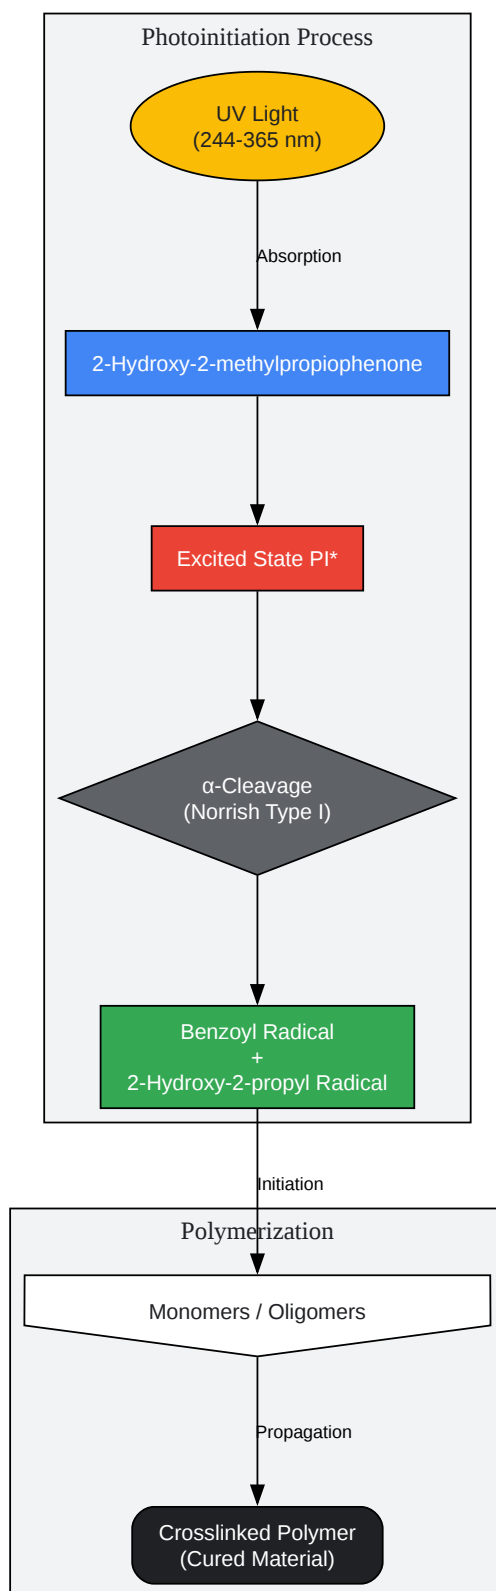 Photoinitiation Process
UV Light
(244-365 nm)
Absorption
2-Hydroxy-2-methylpropiophenone
Excited State PI*
α-Cleavage
(Norrish Type I)
Benzoyl Radical
+
2-Hydroxy-2-propyl Radical
Initiation
Polymerization
Monomers / Oligomers
Propagation
Crosslinked Polymer
(Cured Material)